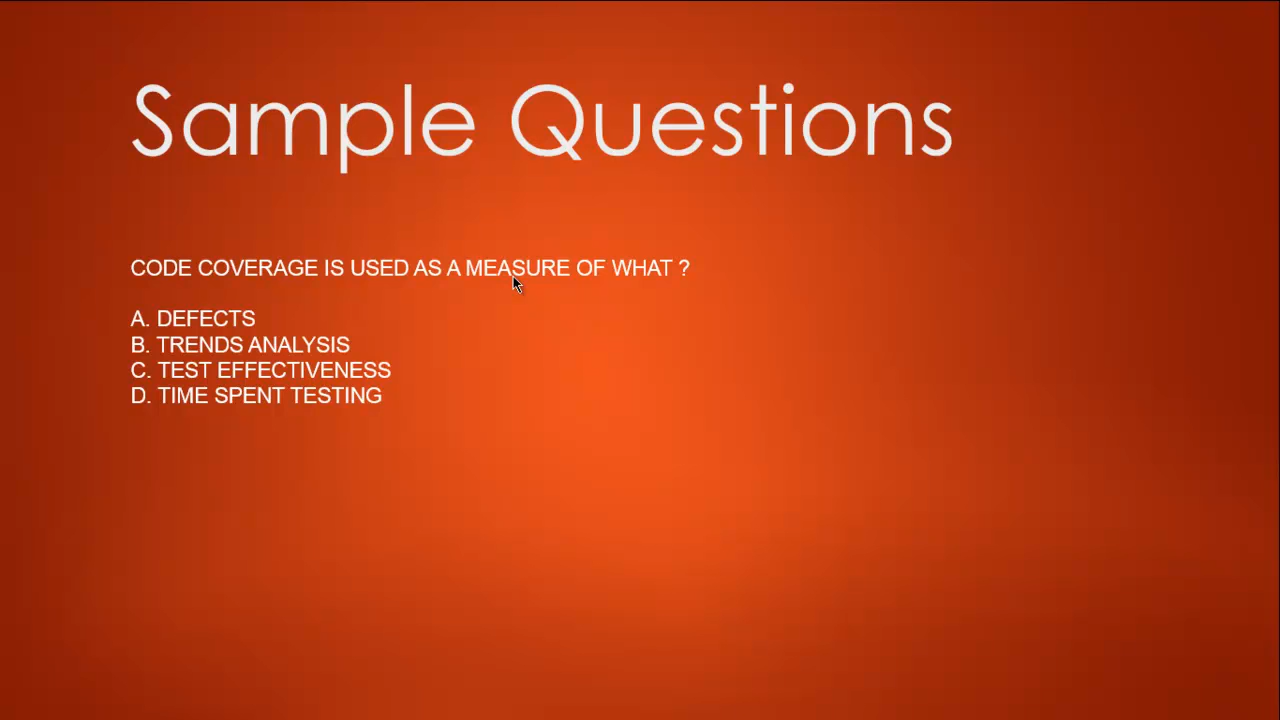 Sample Questions
CODE COVERAGE IS USED AS A MEASURE OF WHAT ?
A. DEFECTS
B. TRENDS ANALYSIS
C. TEST EFFECTIVENESS
D. TIME SPENT TESTING